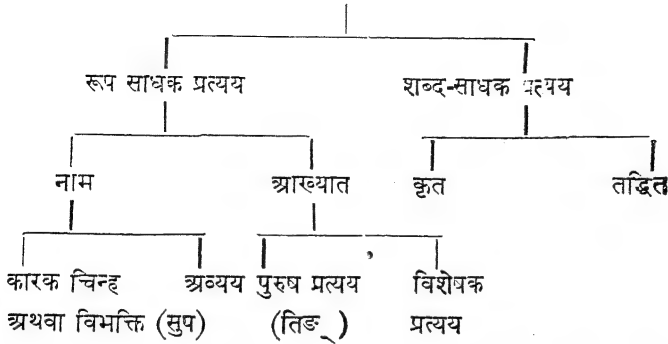 रूप साधक प्रत्यय शब्द-साधक प्रत्यय
नाम आख्यात कृत तद्धित
कारक चिन्ह अव्यय पुरुष प्रत्यय विशेषक
अथवा विभक्ति (सुप) (तिङ्) प्रत्यय